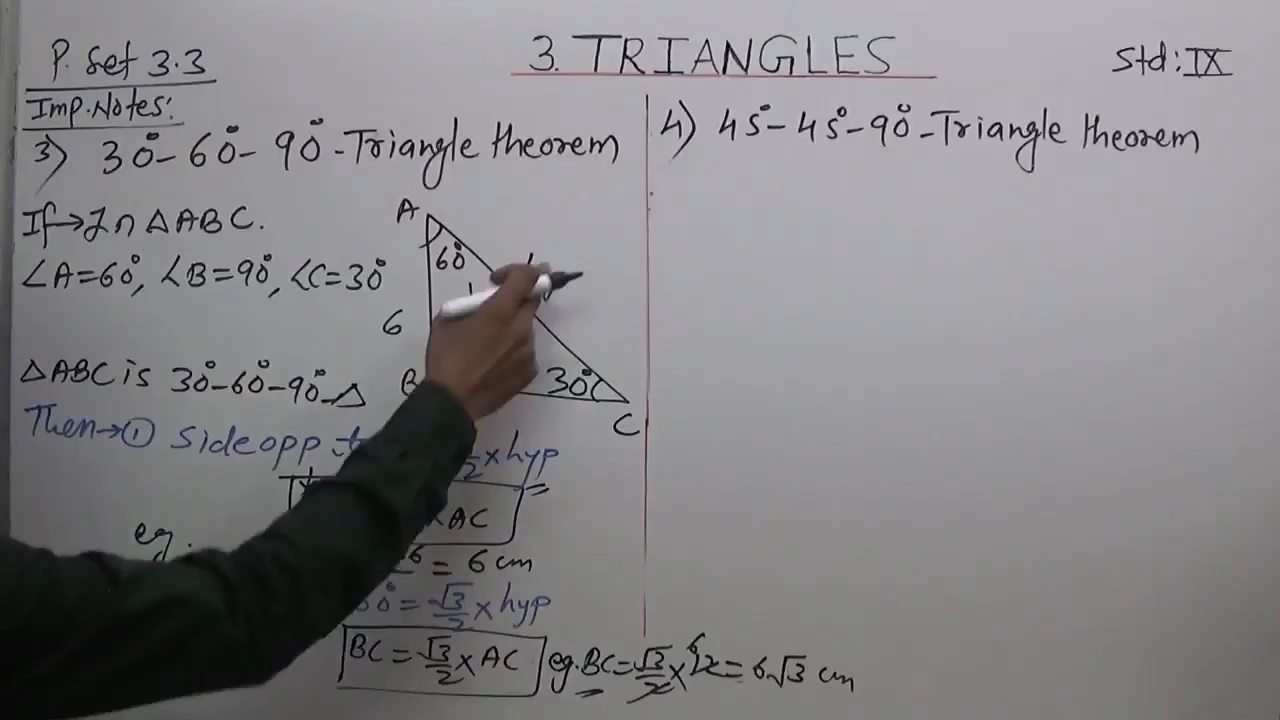 P. Set 3.3
3. TRIANGLES
Std: IX
Imp. Notes:
3) 30°-60°-90°-Triangle theorem
If→In △ABC.
∠A=60°, ∠B=90°, ∠C=30°
△ABC is 30°-60°-90° △
Then→① Side opp
×hyp
×AC
eg.
= 6 cm
= √3/2 × hyp
BC = √3/2 × AC
eg. BC = √3/2 × 12 = 6√3 cm
A
60°
6
B
30°
C
4) 45°-45°-90°-Triangle theorem